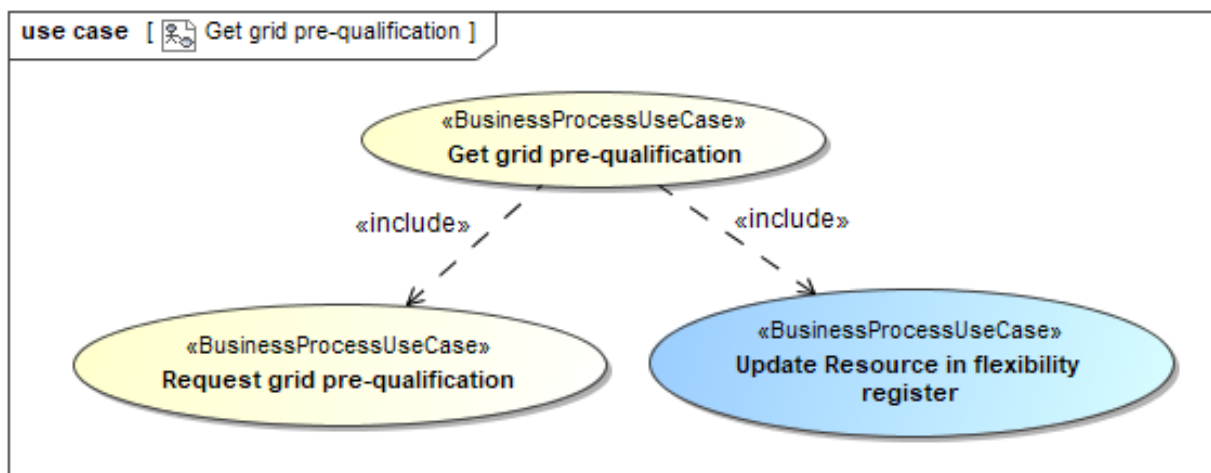 use case [ Get grid pre-qualification ]
«BusinessProcessUseCase»
Get grid pre-qualification
«include»
«include»
«BusinessProcessUseCase»
Request grid pre-qualification
«BusinessProcessUseCase»
Update Resource in flexibility
register